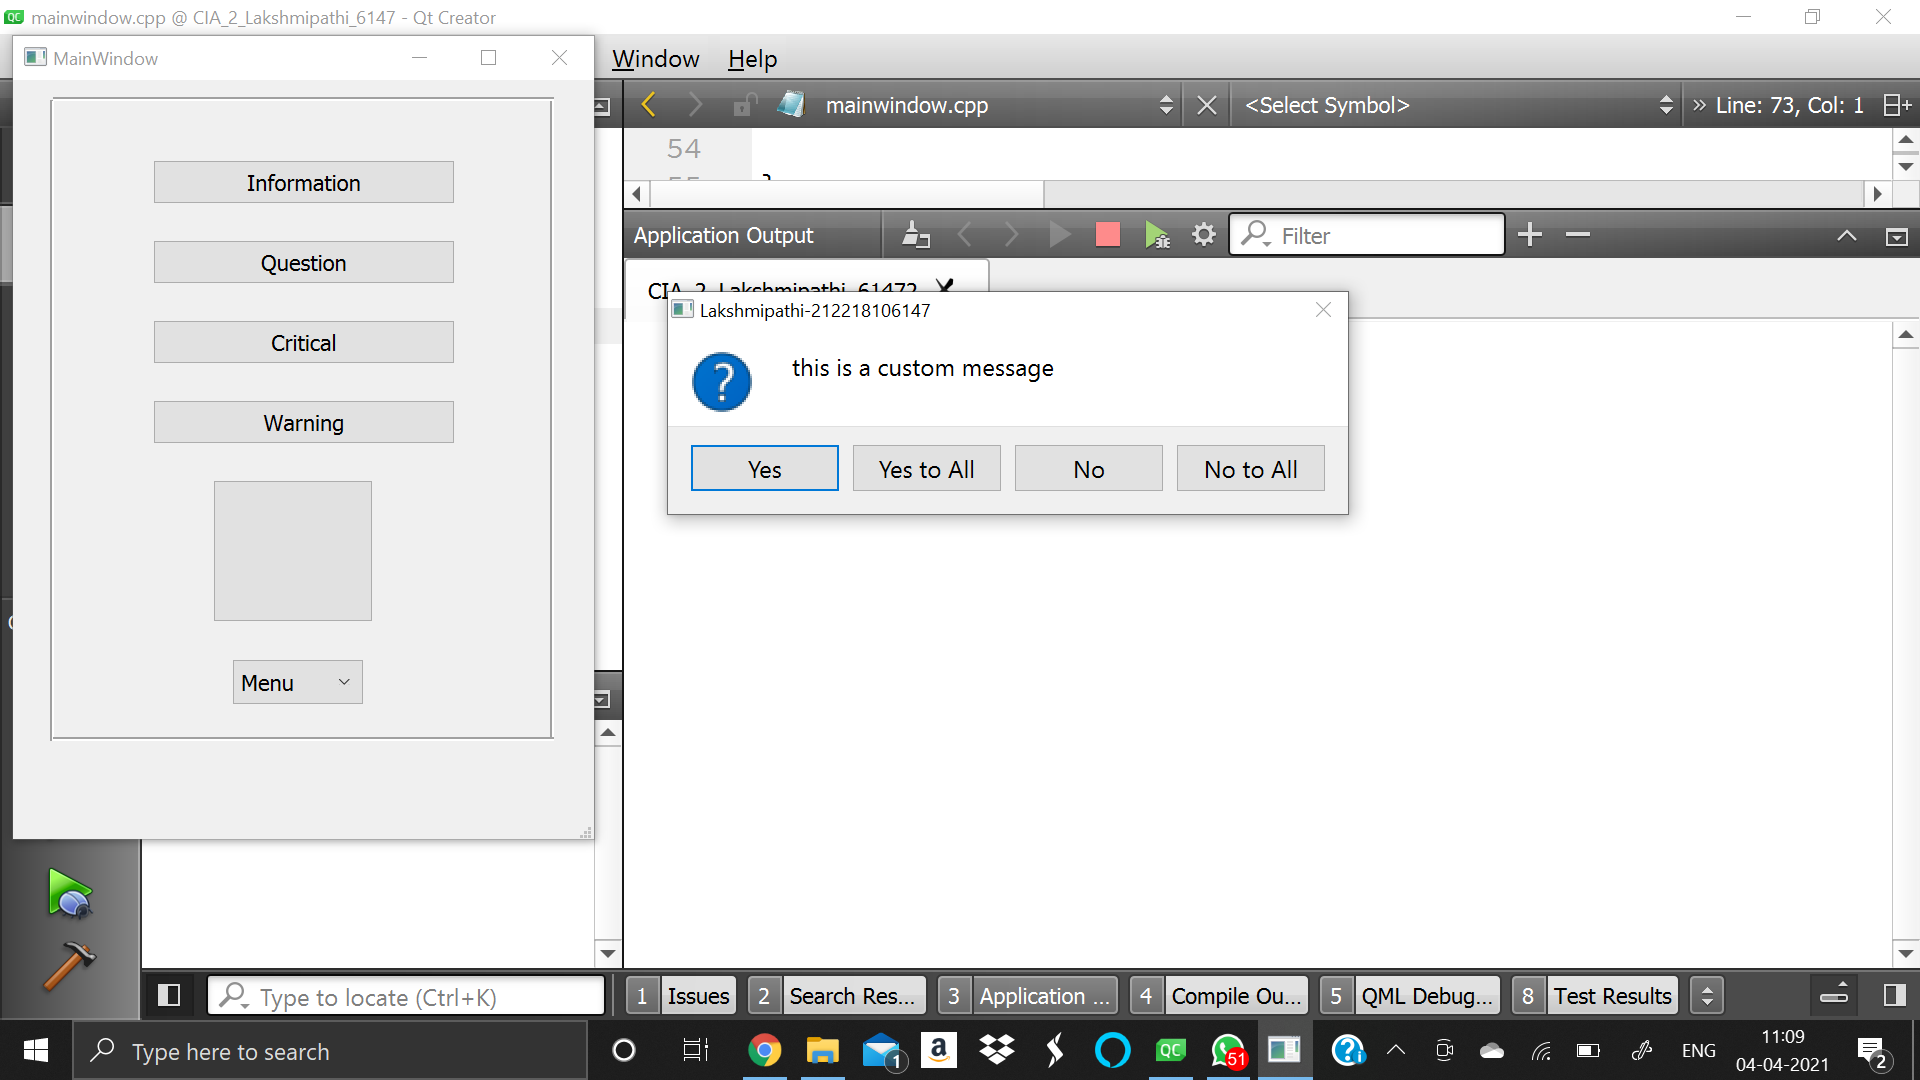 mainwindow.cpp @ CIA_2_Lakshmipathi_6147 - Qt Creator
MainWindow
Window Help
mainwindow.cpp
<Select Symbol>
» Line: 73, Col: 1
54
Information
Question
Critical
Warning
Menu
Application Output
Filter
CIA_2_Lakshmipathi_61472
Lakshmipathi-212218106147
this is a custom message
Yes
Yes to All
No
No to All
Type to locate (Ctrl+K)
1 Issues
2 Search Res...
3 Application ...
4 Compile Ou...
5 QML Debug...
8 Test Results
Type here to search
1
a
QC
51
ENG
11:09
04-04-2021
2